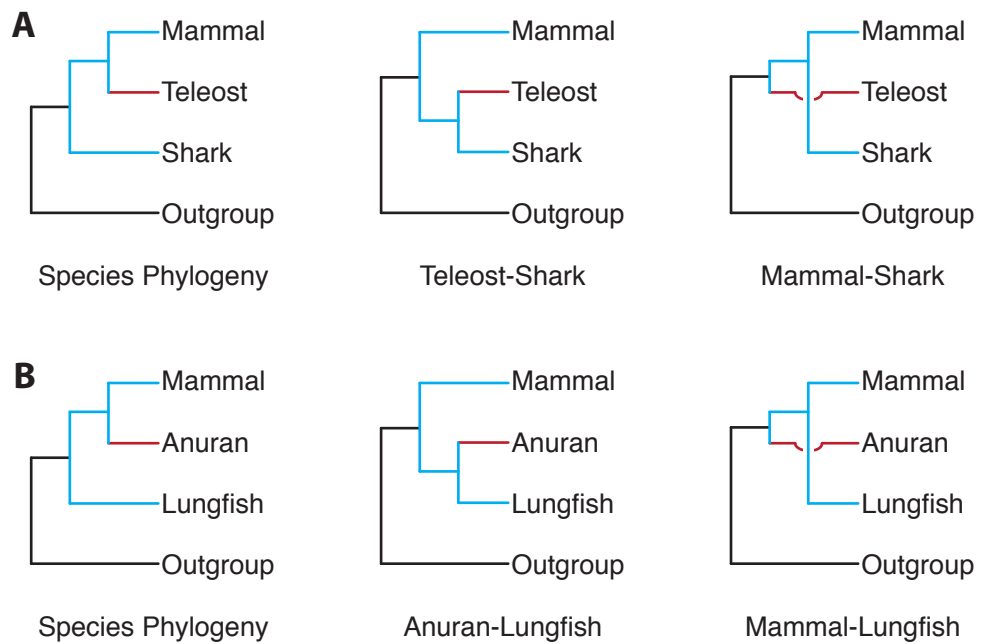 A
Mammal
Teleost
Shark
Outgroup
Species Phylogeny
Mammal
Teleost
Shark
Outgroup
Teleost-Shark
Mammal
Teleost
Shark
Outgroup
Mammal-Shark
B
Mammal
Anuran
Lungfish
Outgroup
Species Phylogeny
Mammal
Anuran
Lungfish
Outgroup
Anuran-Lungfish
Mammal
Anuran
Lungfish
Outgroup
Mammal-Lungfish